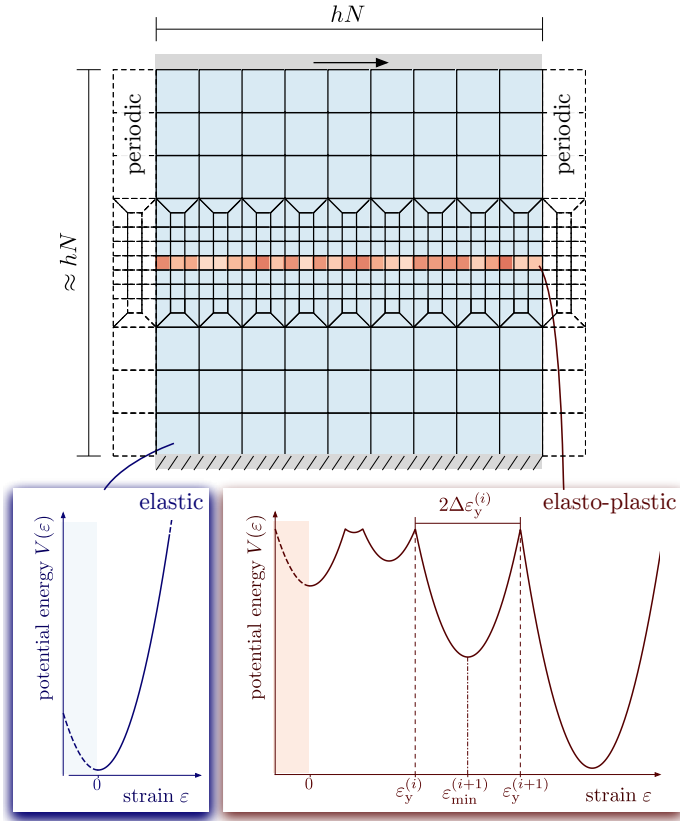 hN
periodic
periodic
≈ hN
elastic
potential energy V(ε)
0
strain ε
elasto-plastic
2Δε_y^(i)
potential energy V(ε)
0
ε_y^(i)
ε_min^(i+1)
ε_y^(i+1)
strain ε